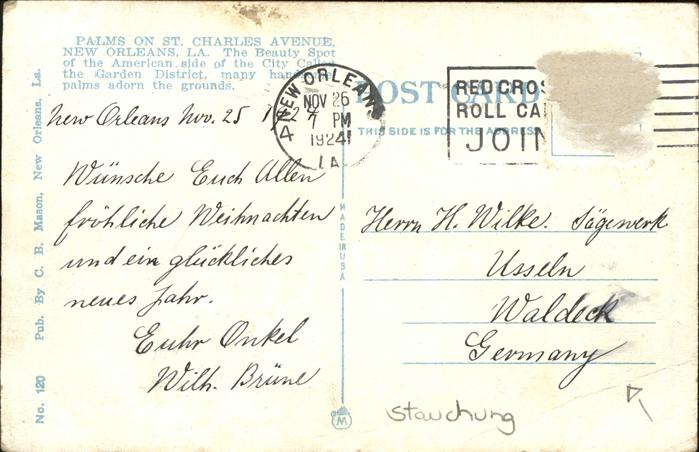 PALMS ON ST. CHARLES AVENUE,
NEW ORLEANS, LA. The Beauty Spot
of the American side of the City Called
the Garden District, many
palms adorn the grounds.
New Orleans Nov. 25 1924
Wünsche Euch Allen
fröhliche Weihnachten
und ein glückliches
neues Jahr.
Euhr Onkel
Wilh. Brüne
No. 120 Pub. By C. B. Mason, New Orleans, La.
NEW ORLEANS
NOV 26
7 PM
1924
LA.
4
POST CARD
THIS SIDE IS FOR THE ADDRESS
RED CROS
ROLL CA
JOIN
MADE IN USA
M
Herrn H. Wilke. Sägewerk
Usseln
Waldeck
Germany
Stauchung